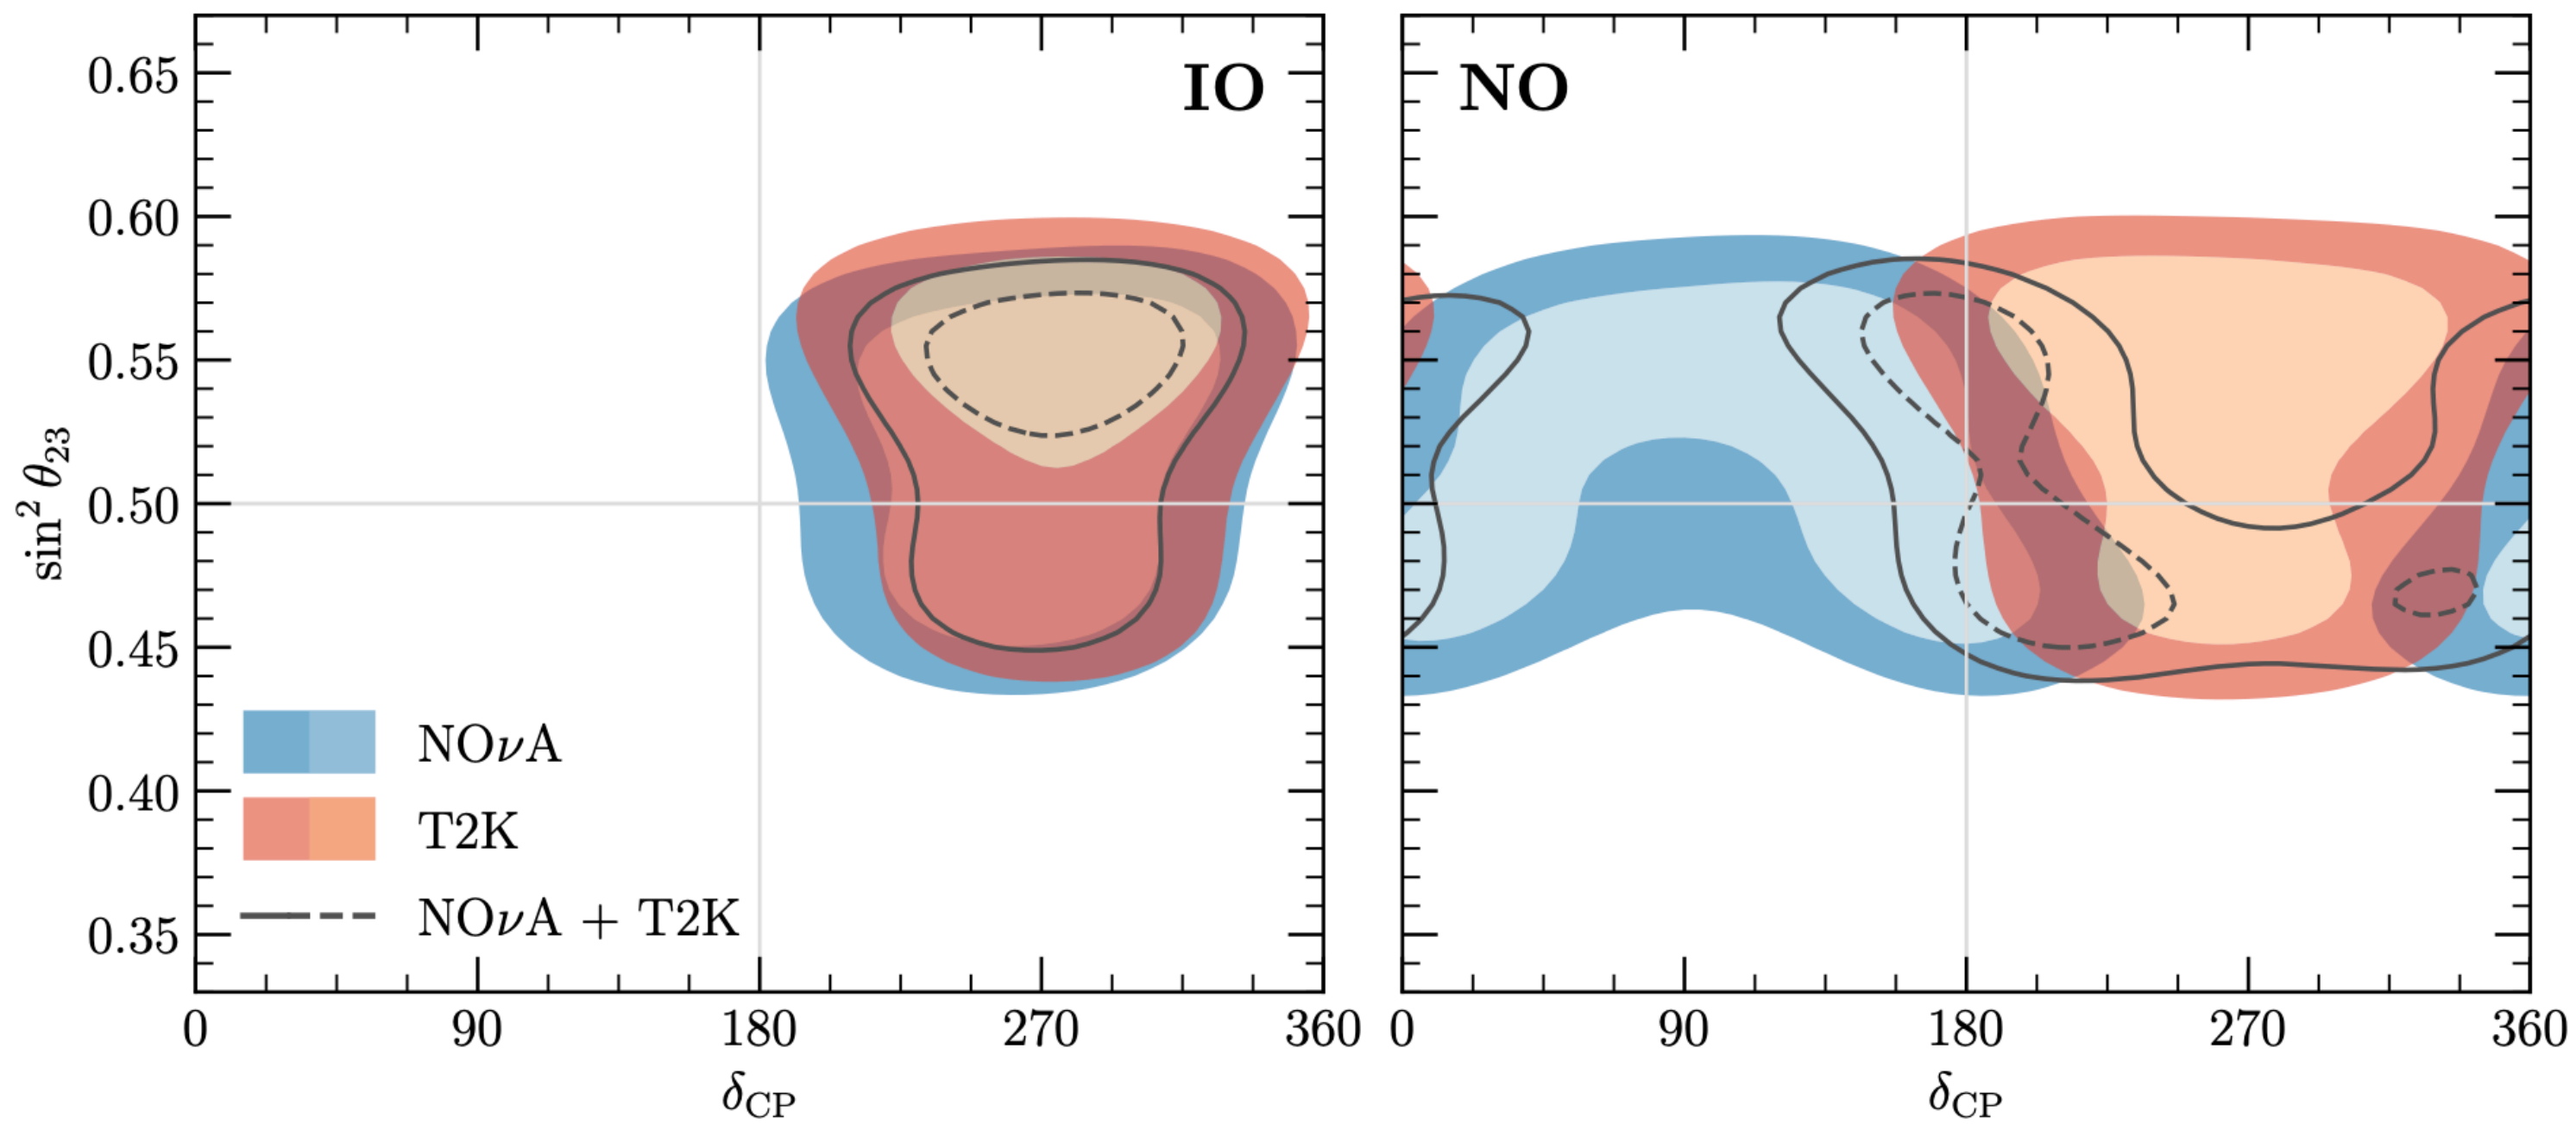 IO
NO
0.65
0.60
0.55
0.50
0.45
0.40
0.35
sin² θ₂₃
NOνA
T2K
NOνA + T2K
0 90 180 270 360 0 90 180 270 360
δCP δCP